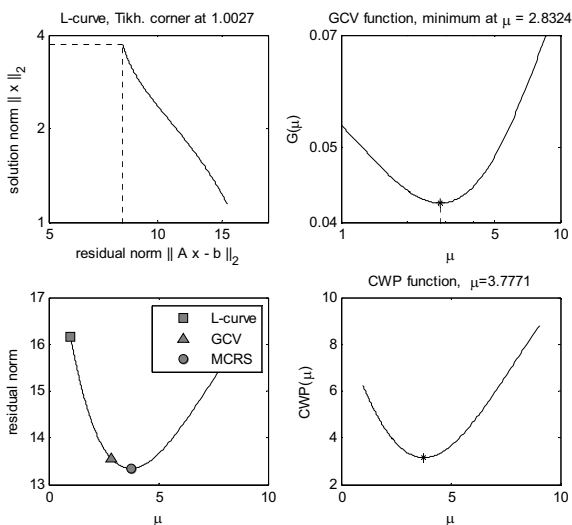 L-curve, Tikh. corner at 1.0027
4
2
1
5
10
15
solution norm || x ||2
residual norm || A x - b ||2
GCV function, minimum at μ = 2.8324
0.07
0.05
0.04
1
10
G(μ)
μ
17
16
15
14
13
0
5
10
residual norm
μ
L-curve
GCV
MCRS
CWP function, μ=3.7771
10
8
6
4
2
0
5
10
CWP(μ)
μ